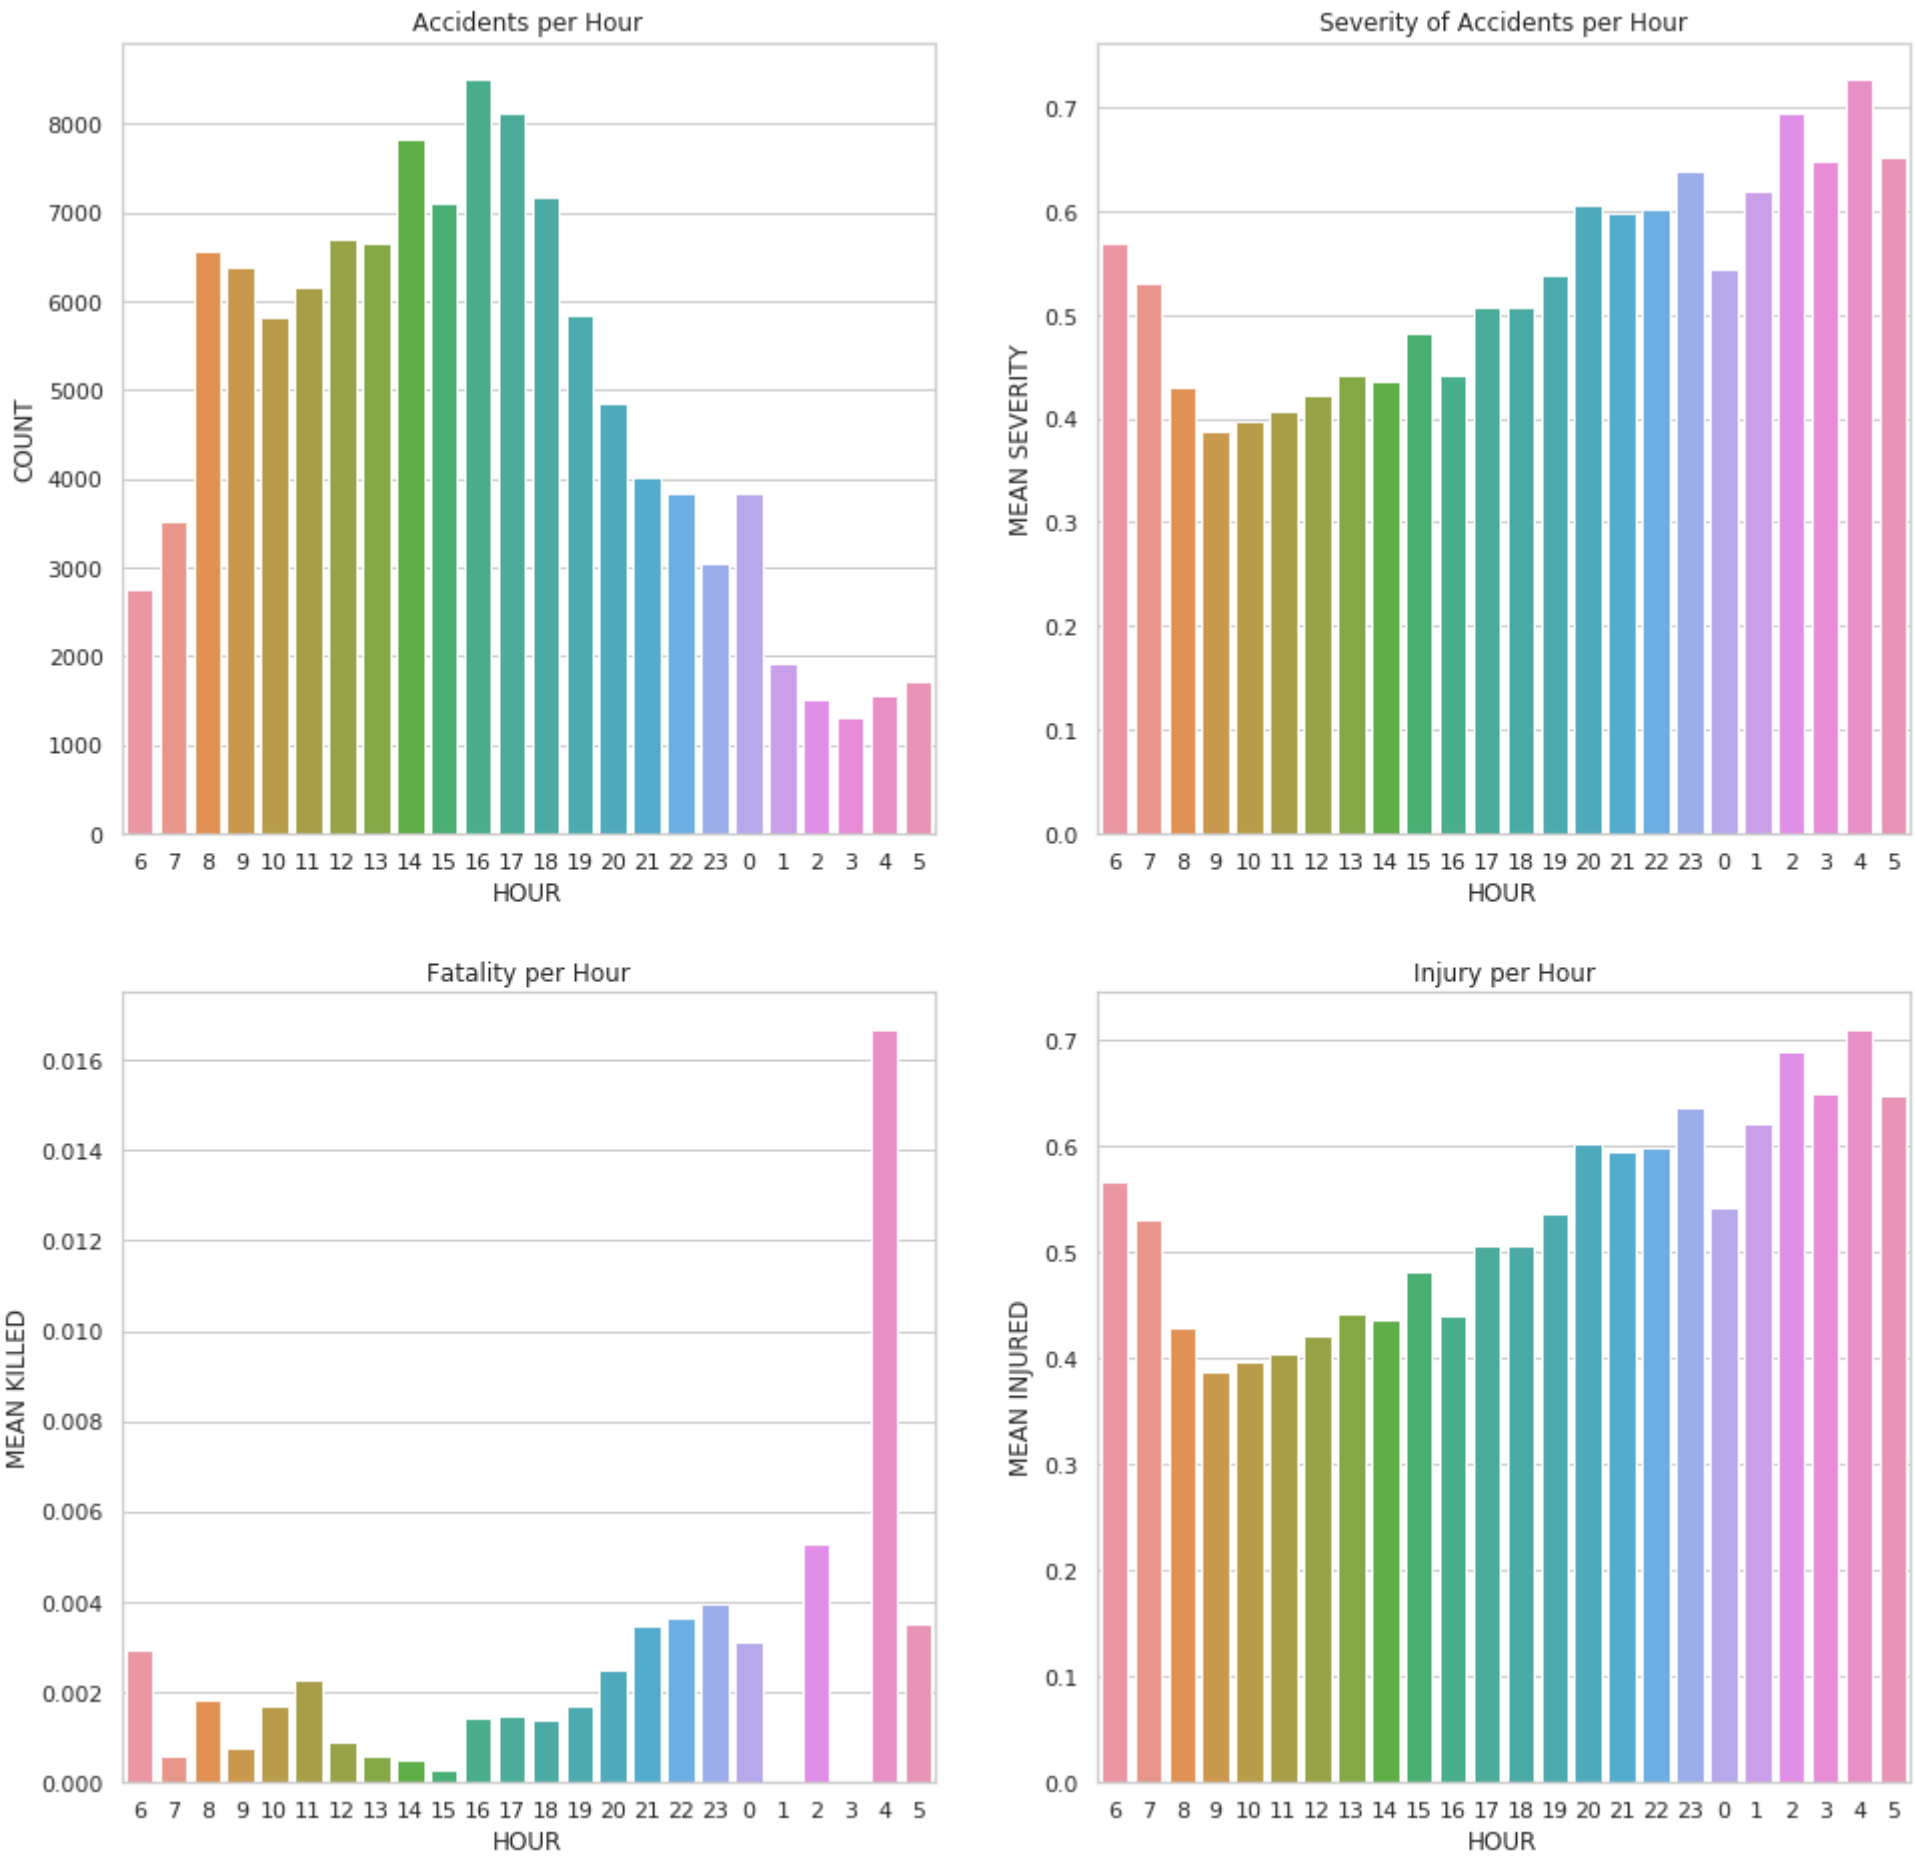 Accidents per Hour
COUNT
8000
7000
6000
5000
4000
3000
2000
1000
0
6 7 8 9 10 11 12 13 14 15 16 17 18 19 20 21 22 23 0 1 2 3 4 5
HOUR
Severity of Accidents per Hour
MEAN SEVERITY
0.7
0.6
0.5
0.4
0.3
0.2
0.1
0.0
6 7 8 9 10 11 12 13 14 15 16 17 18 19 20 21 22 23 0 1 2 3 4 5
HOUR
Fatality per Hour
MEAN KILLED
0.016
0.014
0.012
0.010
0.008
0.006
0.004
0.002
0.000
6 7 8 9 10 11 12 13 14 15 16 17 18 19 20 21 22 23 0 1 2 3 4 5
HOUR
Injury per Hour
MEAN INJURED
0.7
0.6
0.5
0.4
0.3
0.2
0.1
0.0
6 7 8 9 10 11 12 13 14 15 16 17 18 19 20 21 22 23 0 1 2 3 4 5
HOUR